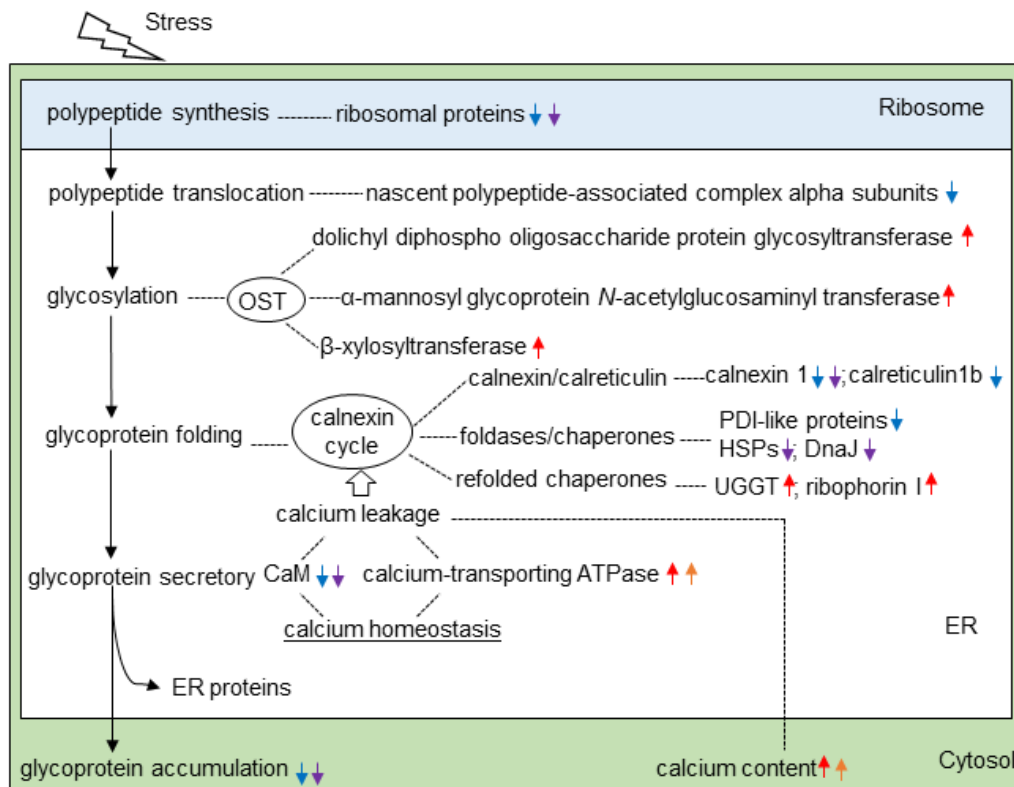 Stress
Ribosome
polypeptide synthesis
ribosomal proteins
polypeptide translocation
nascent polypeptide-associated complex alpha subunits
dolichyl diphospho oligosaccharide protein glycosyltransferase
glycosylation
OST
α-mannosyl glycoprotein N-acetylglucosaminyl transferase
β-xylosyltransferase
calnexin/calreticulin
calnexin 1 ; calreticulin1b
glycoprotein folding
calnexin
cycle
foldases/chaperones
PDI-like proteins
HSPs ; DnaJ
refolded chaperones
UGGT ; ribophorin I
calcium leakage
glycoprotein secretory
CaM
calcium-transporting ATPase
calcium homeostasis
ER
ER proteins
glycoprotein accumulation
calcium content
Cytosol